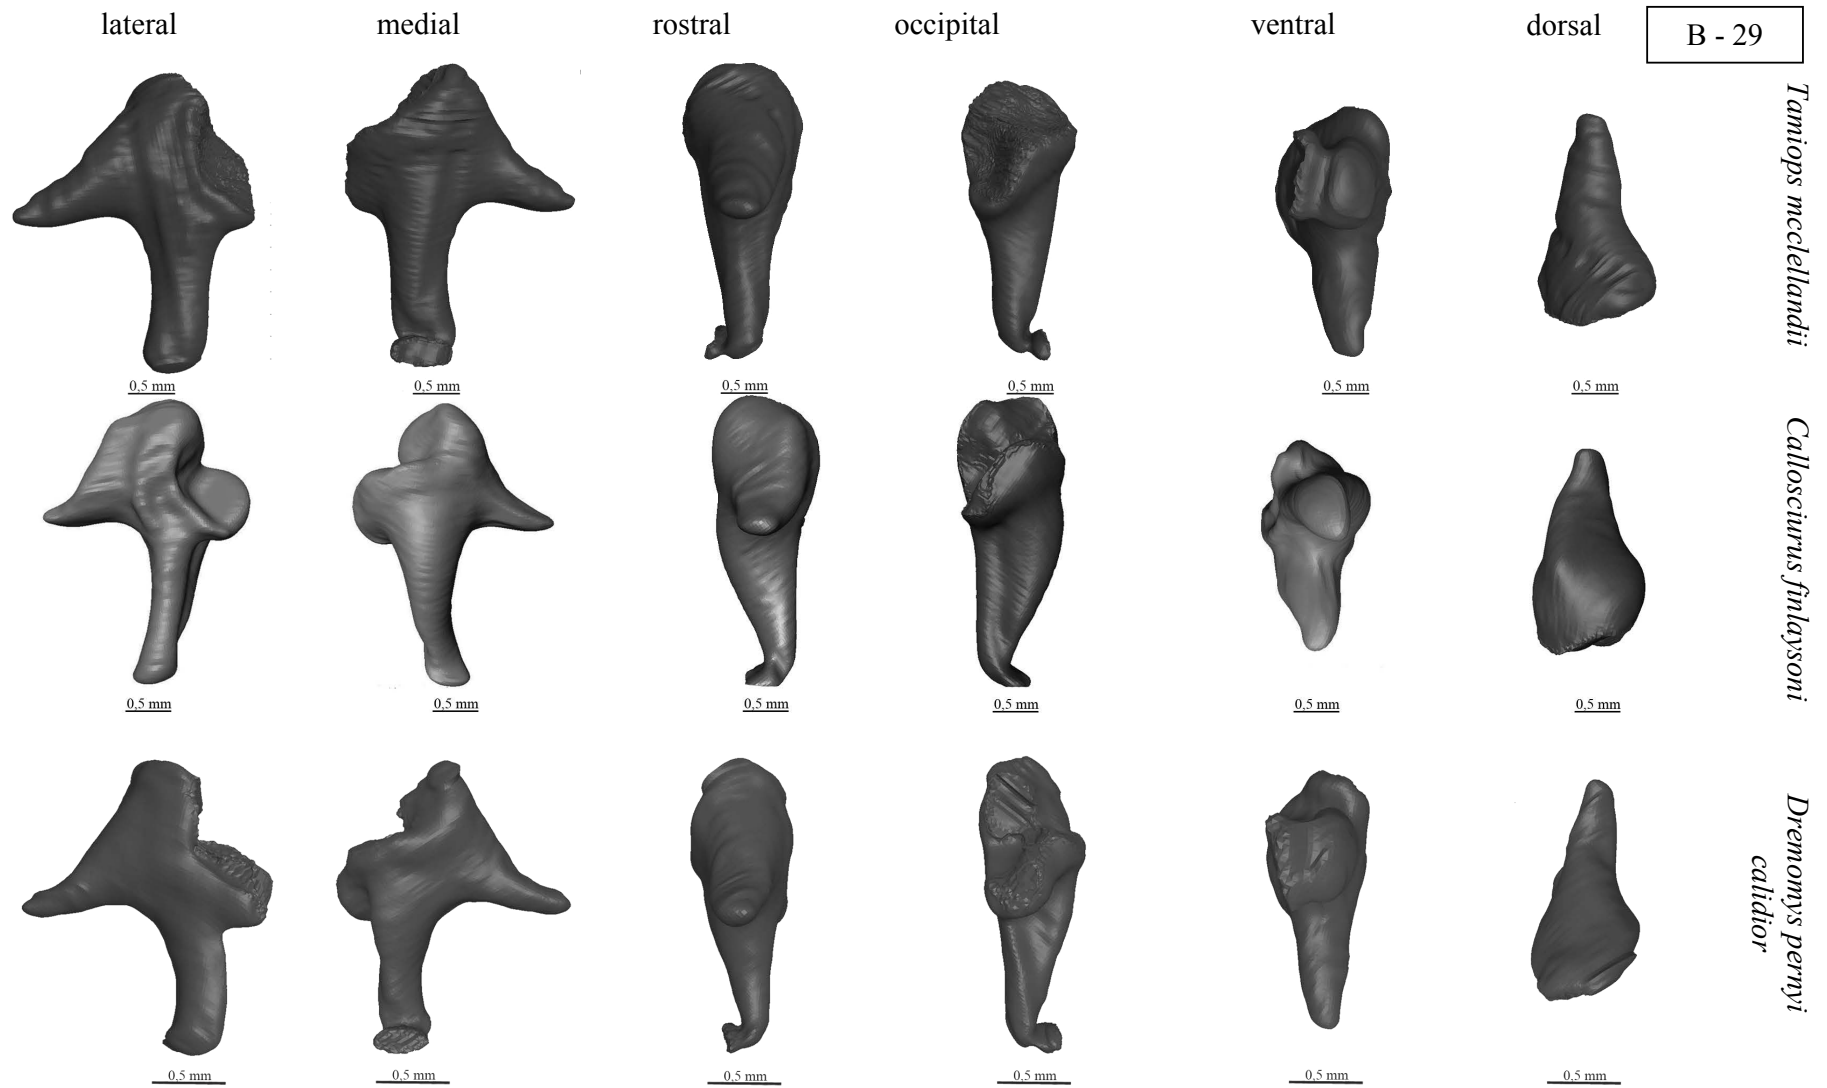 lateral medial rostral occipital ventral dorsal B - 29
Tamiops mcclellandii
0,5 mm 0,5 mm 0,5 mm 0,5 mm 0,5 mm 0,5 mm
Callosciurus finlaysoni
0,5 mm 0,5 mm 0,5 mm 0,5 mm 0,5 mm 0,5 mm
Dremomys pernyi
calidior
0,5 mm 0,5 mm 0,5 mm 0,5 mm 0,5 mm 0,5 mm